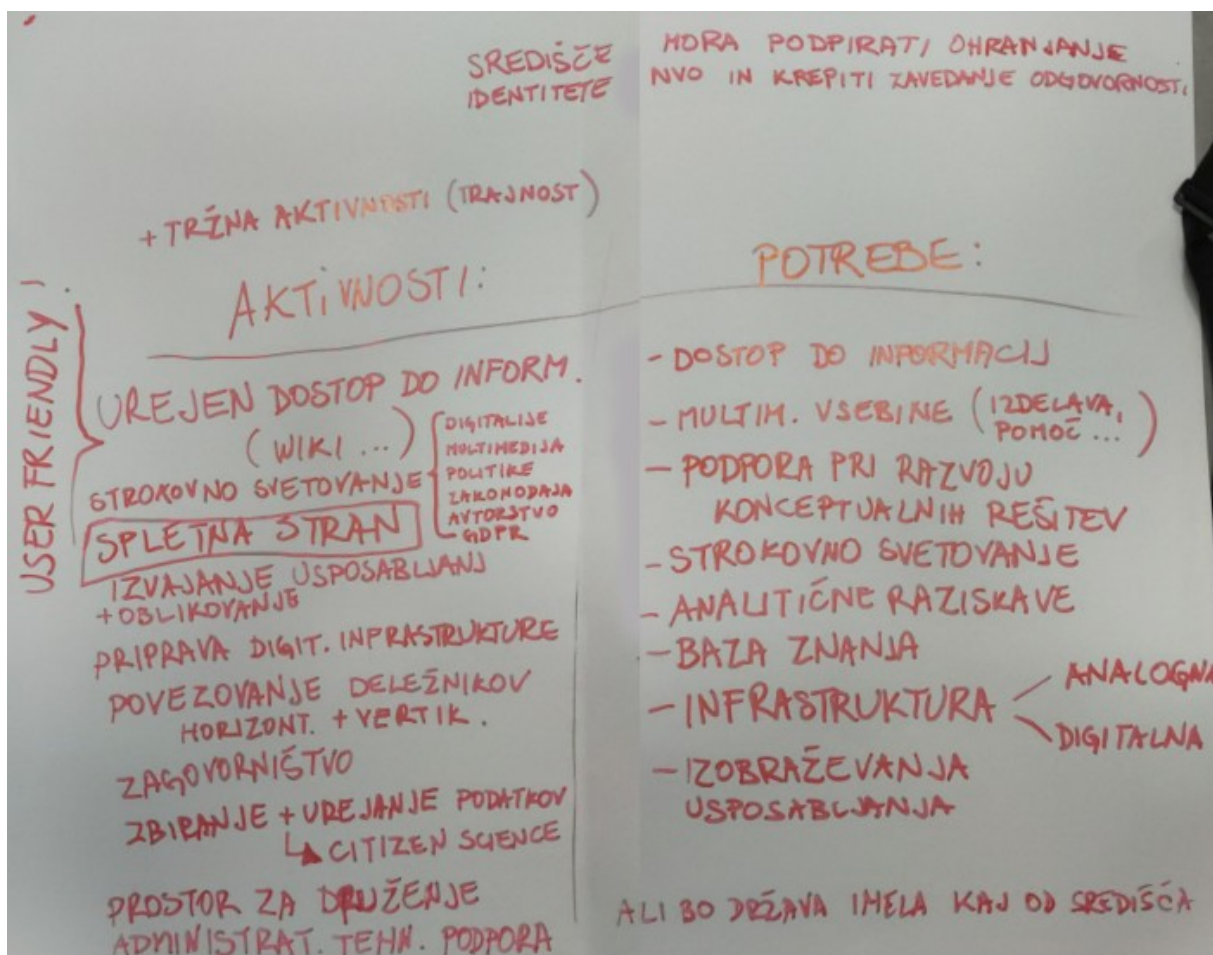 SREDIŠČE
IDENTITETE
MORA PODPIRATI OHRANJANJE
NVO IN KREPITI ZAVEDANJE ODGOVORNOSTI
+ TRŽNA AKTIVNOSTI (TRAJNOST)
USER FRIENDLY!
AKTIVNOSTI:
UREJEN DOSTOP DO INFORM.
(WIKI ...)
STROKOVNO SVETOVANJE
DIGITALIJE
MULTIMEDIJA
POLITIKE
ZAKONODAJA
AVTORSTVO
GDPR
SPLETNA STRAN
IZVAJANJE USPOSABLJANJ
+ OBLIKOVANJE
PRIPRAVA DIGIT. INFRASTRUKTURE
POVEZOVANJE DELEŽNIKOV
HORIZONT. + VERTIK.
ZAGOVORNIŠTVO
ZBIRANJE + UREJANJE PODATKOV
CITIZEN SCIENCE
PROSTOR ZA DRUŽENJE
ADMINISTRAT. TEHN. PODPORA
POTREBE:
- DOSTOP DO INFORMACIJ
- MULTIM. VSEBINE (IZDELAVA,
POMOČ ...)
- PODPORA PRI RAZVOJU
KONCEPTUALNIH REŠITEV
- STROKOVNO SVETOVANJE
- ANALITIČNE RAZISKAVE
- BAZA ZNANJA
- INFRASTRUKTURA
ANALOGNA
DIGITALNA
- IZOBRAŽEVANJA
USPOSABLJANJA
ALI BO DRŽAVA IMELA KAJ OD SREDIŠČA